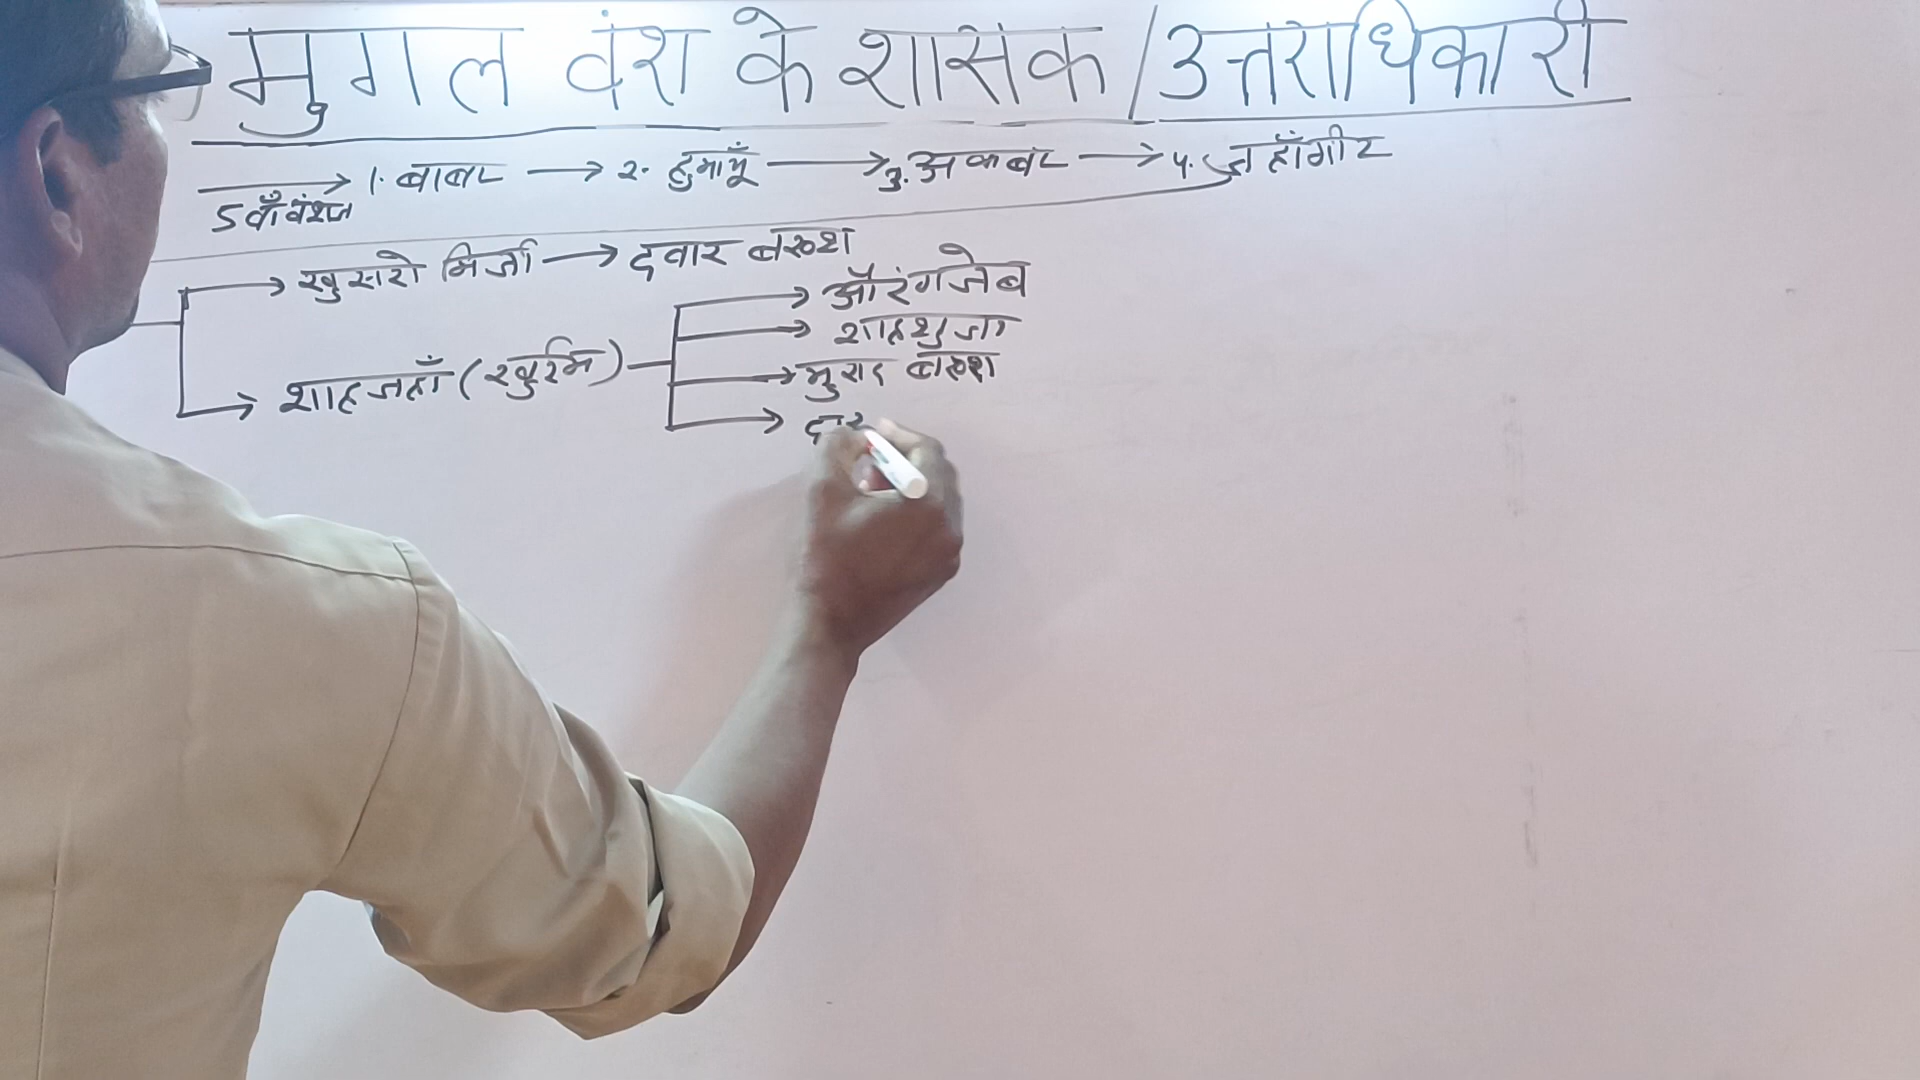 मुगल वंश के शासक / उत्तराधिकारी
→ 1. बाबर → 2. हुमायूँ → 3. अकबर → 4. जहाँगीर
5 वाँ वंशज
→ खुसरो मिर्जा → दवार बख्श
→ औरंगजेब
→ शाहशुजा
→ शाहजहाँ (खुर्रम)
→ मुराद बख्श
→ दार